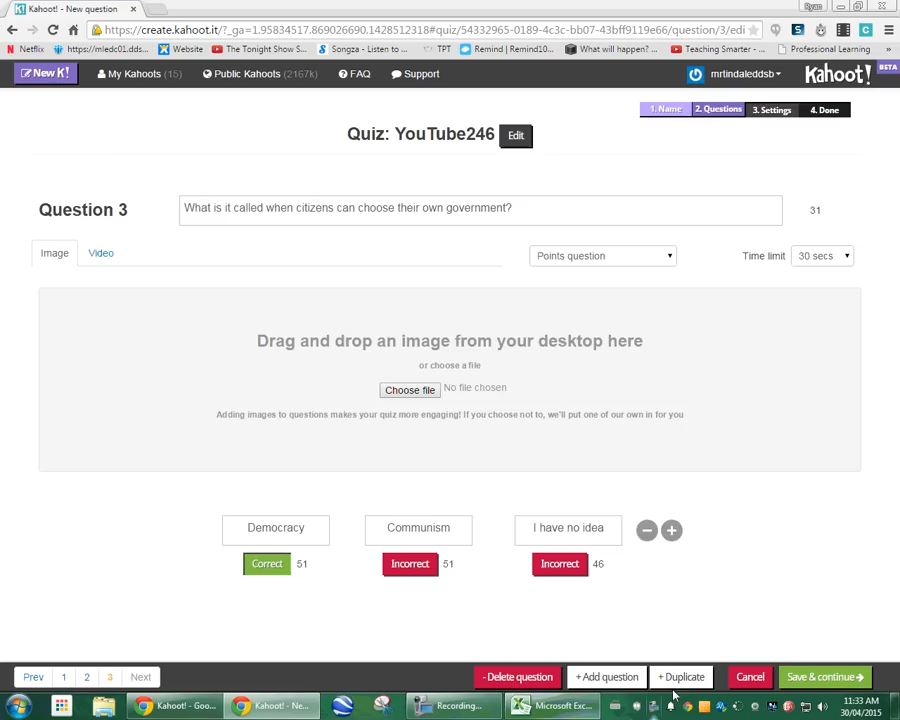 Kahoot! - New question
Ryan
https://create.kahoot.it/?_ga=1.95834517.869026690.1428512318#quiz/54332965-0189-4c3c-bb07-43bff9119e66/question/3/edi
Netflix https://mledc01.dds... Website The Tonight Show S... Songza - Listen to ... TPT Remind | Remind10... What will happen? ... Teaching Smarter - ... Professional Learning »
New K! My Kahoots (15) Public Kahoots (2167k) FAQ Support mrtindaleddsb Kahoot! BETA
1. Name 2. Questions 3. Settings 4. Done
Quiz: YouTube246 Edit
Question 3 What is it called when citizens can choose their own government? 31
Image Video Points question Time limit 30 secs
Drag and drop an image from your desktop here
or choose a file
Choose file No file chosen
Adding images to questions makes your quiz more engaging! If you choose not to, we'll put one of our own in for you
Democracy Communism I have no idea
Correct 51 Incorrect 51 Incorrect 46
Prev 1 2 3 Next - Delete question + Add question + Duplicate Cancel Save & continue
Kahoot! - Goo... Kahoot! - Ne... Recording... Microsoft Exc... 11:33 AM
30/04/2015